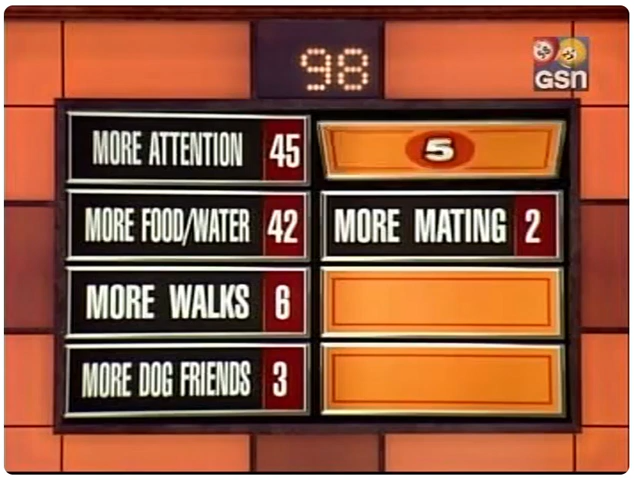 98
GSN
MORE ATTENTION 45
5
MORE FOOD/WATER 42
MORE MATING 2
MORE WALKS 6
MORE DOG FRIENDS 3